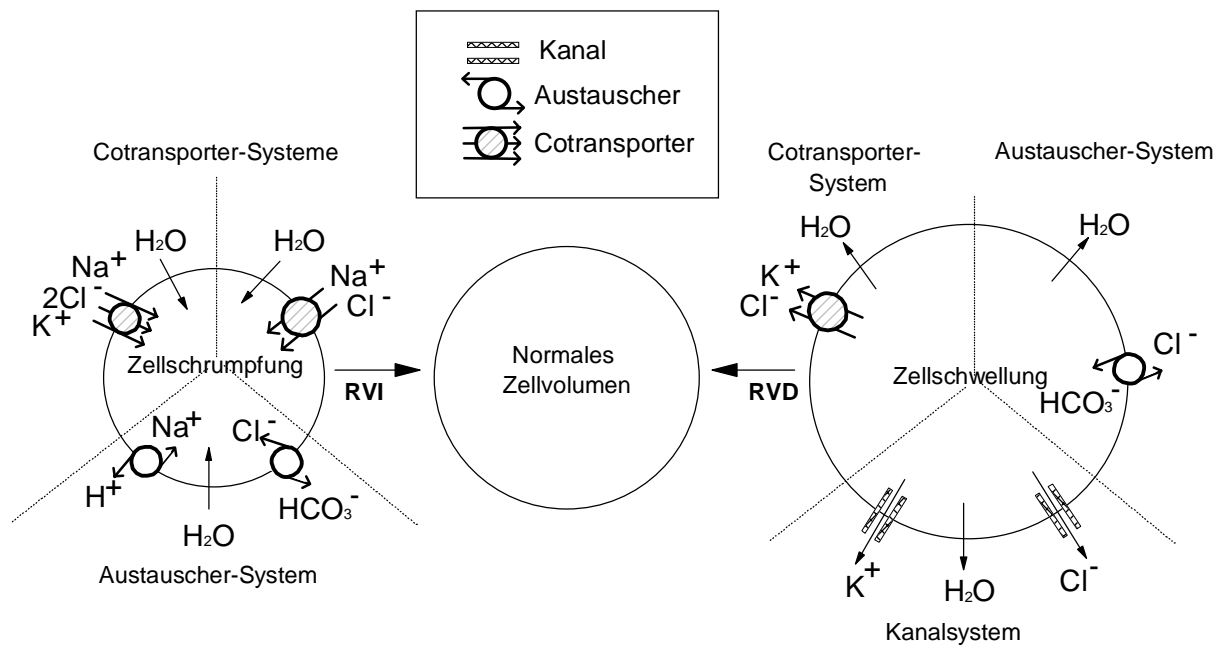 Kanal
Austauscher
Cotransporter
Cotransporter-Systeme
H₂O
H₂O
Na⁺
2Cl⁻
K⁺
Na⁺
Cl⁻
Zellschrumpfung
Na⁺
H⁺
Cl⁻
HCO₃⁻
H₂O
Austauscher-System
RVI
Normales
Zellvolumen
RVD
Cotransporter-
System
Austauscher-System
H₂O
H₂O
K⁺
Cl⁻
Zellschwellung
Cl⁻
HCO₃⁻
K⁺
H₂O
Cl⁻
Kanalsystem